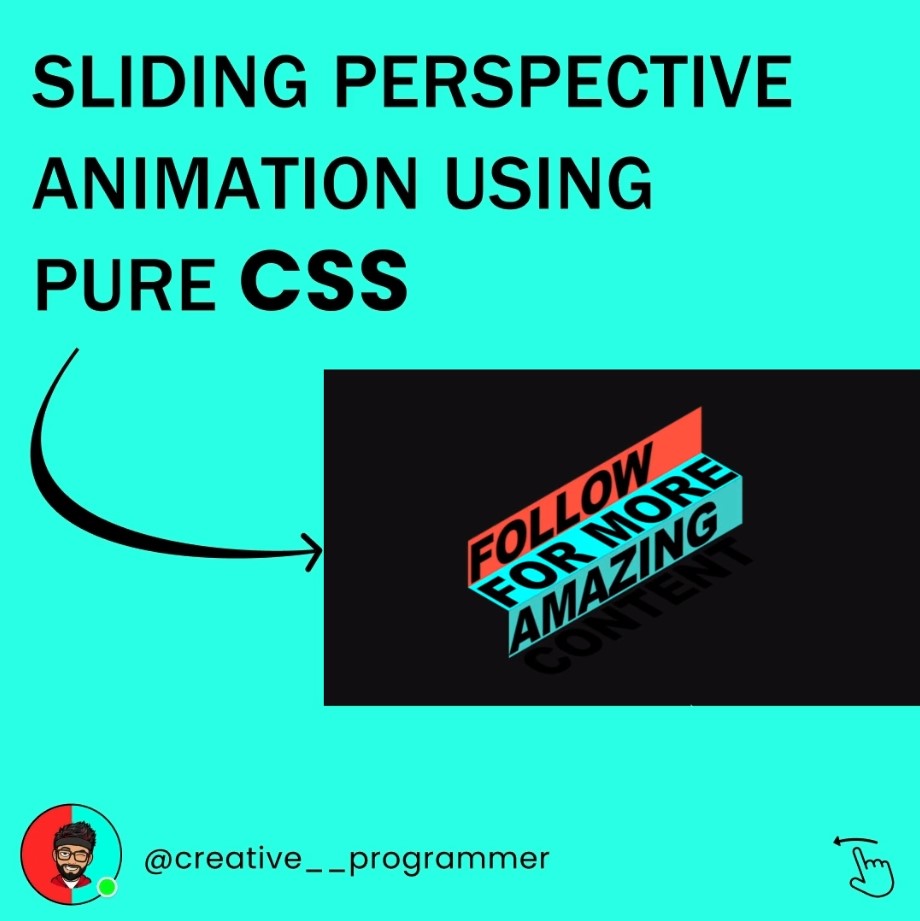 SLIDING PERSPECTIVE
ANIMATION USING
PURE CSS
FOLLOW
FOR MORE
AMAZING
CONTENT
@creative__programmer